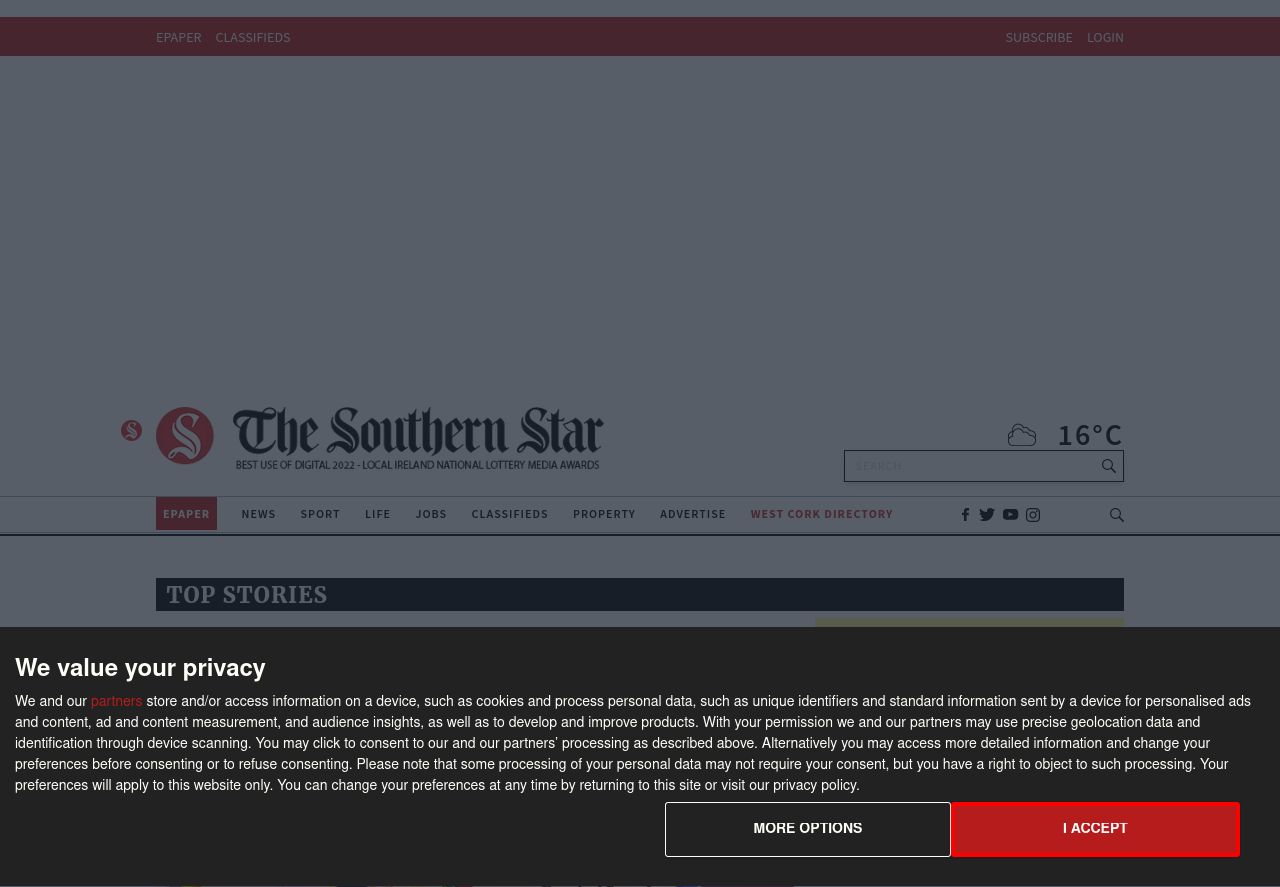 EPAPER CLASSIFIEDS SUBSCRIBE LOGIN
The Southern Star
BEST USE OF DIGITAL 2022 - LOCAL IRELAND NATIONAL LOTTERY MEDIA AWARDS
16°C
SEARCH
EPAPER NEWS SPORT LIFE JOBS CLASSIFIEDS PROPERTY ADVERTISE WEST CORK DIRECTORY
TOP STORIES
We value your privacy
We and our partners store and/or access information on a device, such as cookies and process personal data, such as unique identifiers and standard information sent by a device for personalised ads
and content, ad and content measurement, and audience insights, as well as to develop and improve products. With your permission we and our partners may use precise geolocation data and
identification through device scanning. You may click to consent to our and our partners’ processing as described above. Alternatively you may access more detailed information and change your
preferences before consenting or to refuse consenting. Please note that some processing of your personal data may not require your consent, but you have a right to object to such processing. Your
preferences will apply to this website only. You can change your preferences at any time by returning to this site or visit our privacy policy.
MORE OPTIONS I ACCEPT